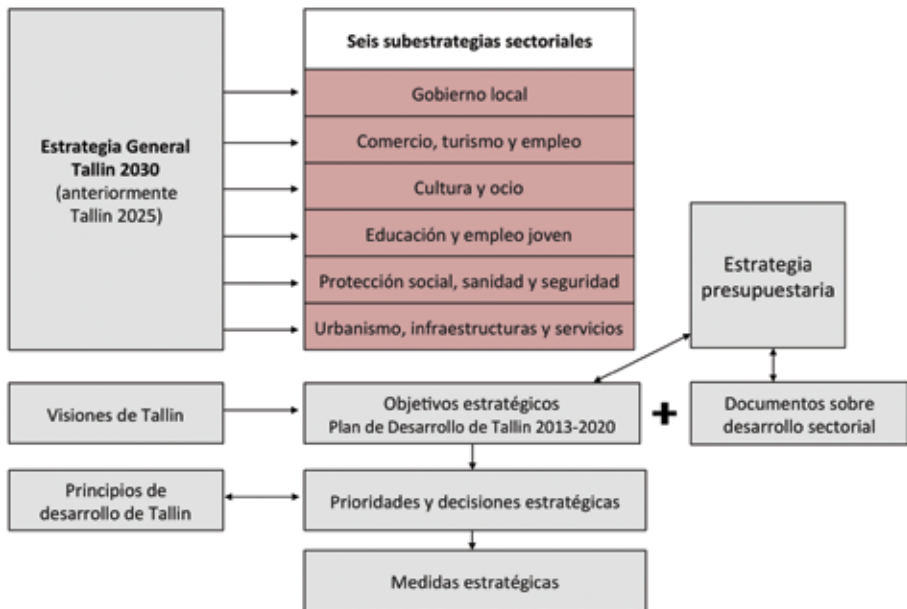 Seis subestrategias sectoriales
Estrategia General
Tallin 2030
(anteriormente
Tallin 2025)
Gobierno local
Comercio, turismo y empleo
Cultura y ocio
Educación y empleo joven
Protección social, sanidad y seguridad
Urbanismo, infraestructuras y servicios
Estrategia
presupuestaria
Visiones de Tallin
Objetivos estratégicos
Plan de Desarrollo de Tallin 2013-2020
+
Documentos sobre
desarrollo sectorial
Principios de
desarrollo de Tallin
Prioridades y decisiones estratégicas
Medidas estratégicas